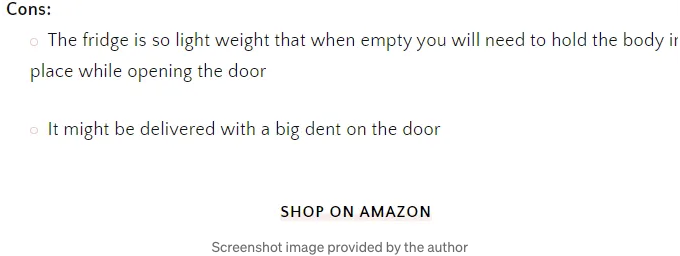 Cons:
○ The fridge is so light weight that when empty you will need to hold the body in
place while opening the door
○ It might be delivered with a big dent on the door
SHOP ON AMAZON
Screenshot image provided by the author